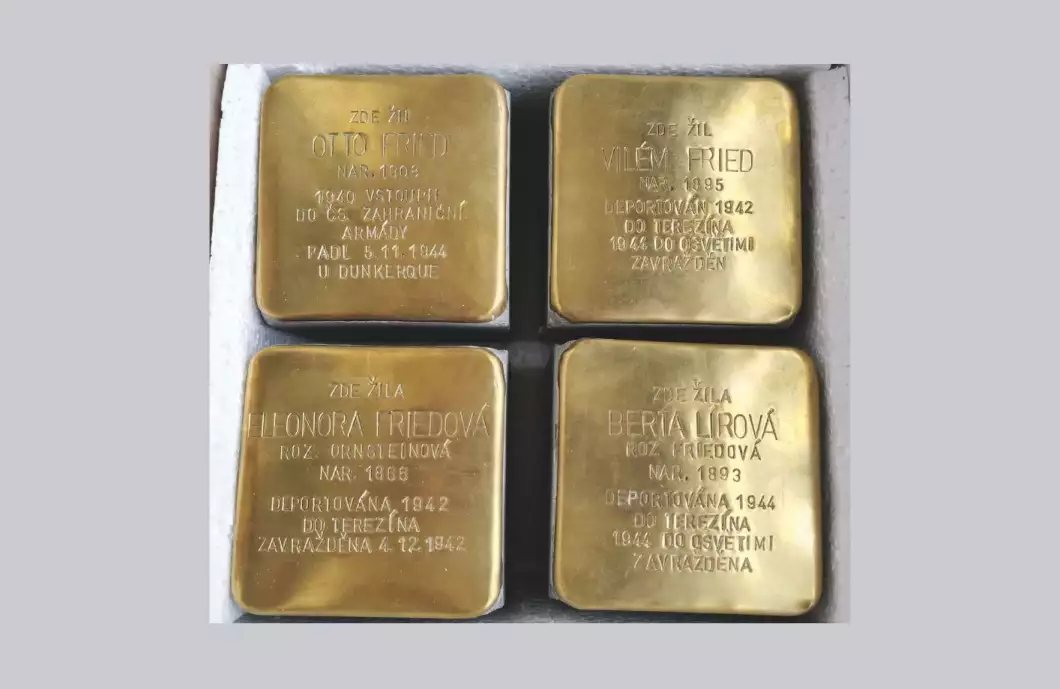 ZDE ŽIL
OTTO FRIED
NAR. 1908
1940 VSTOUPIL
DO ČS. ZAHRANIČNÍ
ARMÁDY
PADL 5.11.1944
U DUNKERQUE
ZDE ŽIL
VILÉM FRIED
NAR. 1895
DEPORTOVÁN 1942
DO TEREZÍNA
1944 DO OSVĚTIMI
ZAVRAŽDĚN
ZDE ŽILA
ELEONORA FRIEDOVÁ
ROZ. ORNSTEINOVÁ
NAR. 1868
DEPORTOVÁNA 1942
DO TEREZÍNA
ZAVRAŽDĚNA 4.12.1942
ZDE ŽILA
BERTA LÍROVÁ
ROZ. FRIEDOVÁ
NAR. 1893
DEPORTOVÁNA 1944
DO TEREZÍNA
1944 DO OSVĚTIMI
ZAVRAŽDĚNA